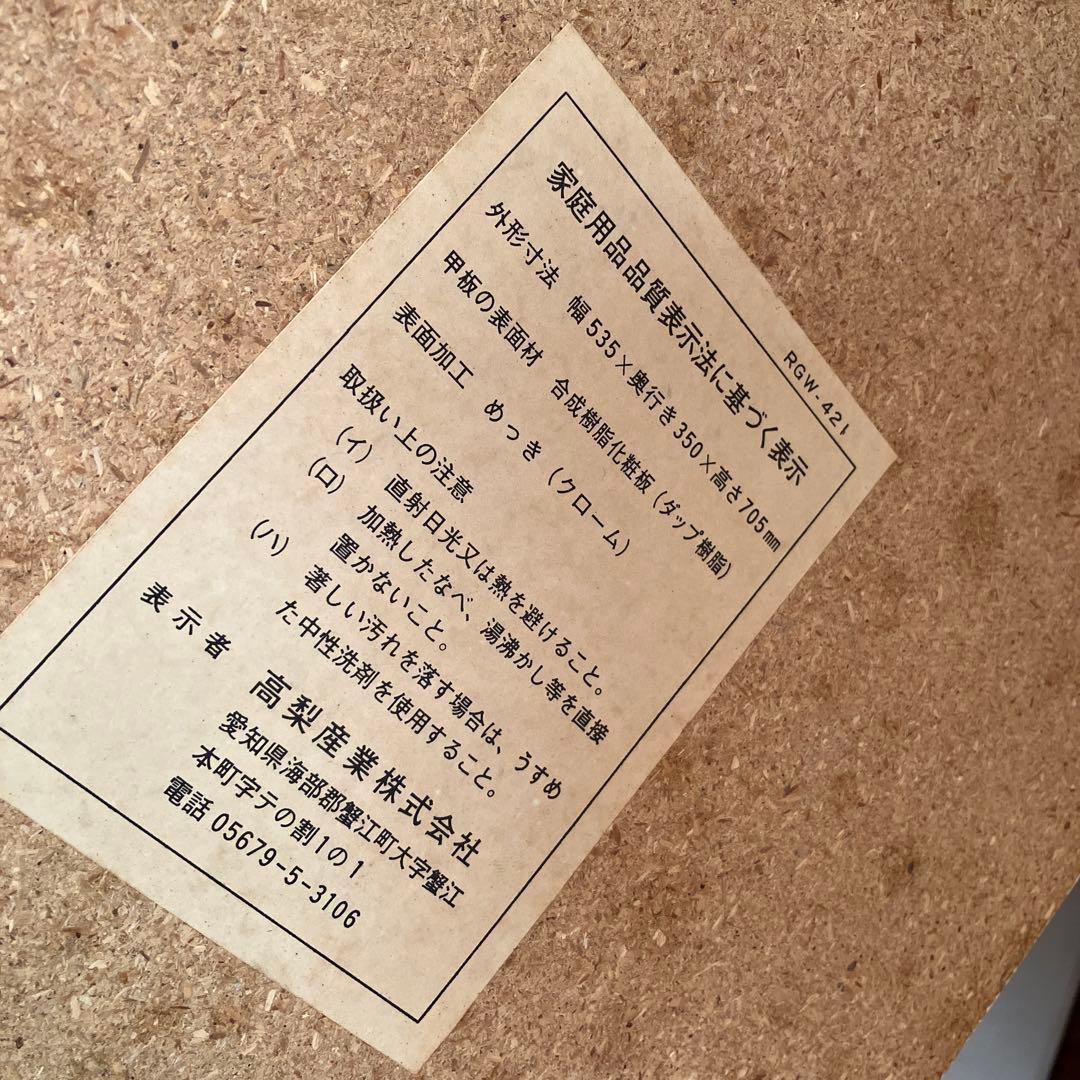 RGW-421
家庭用品品質表示法に基づく表示
外形寸法 幅535×奥行き350×高さ705mm
甲板の表面材 合成樹脂化粧板（ダップ樹脂）
表面加工 めっき（クローム）
取扱い上の注意
（イ） 直射日光又は熱を避けること。
（ロ） 加熱したなべ、湯沸かし等を直接
置かないこと。
（ハ） 著しい汚れを落す場合は、うすめ
た中性洗剤を使用すること。
表示者 高梨産業株式会社
愛知県海部郡蟹江町大字蟹江
本町字テの割1の1
電話 05679-5-3106